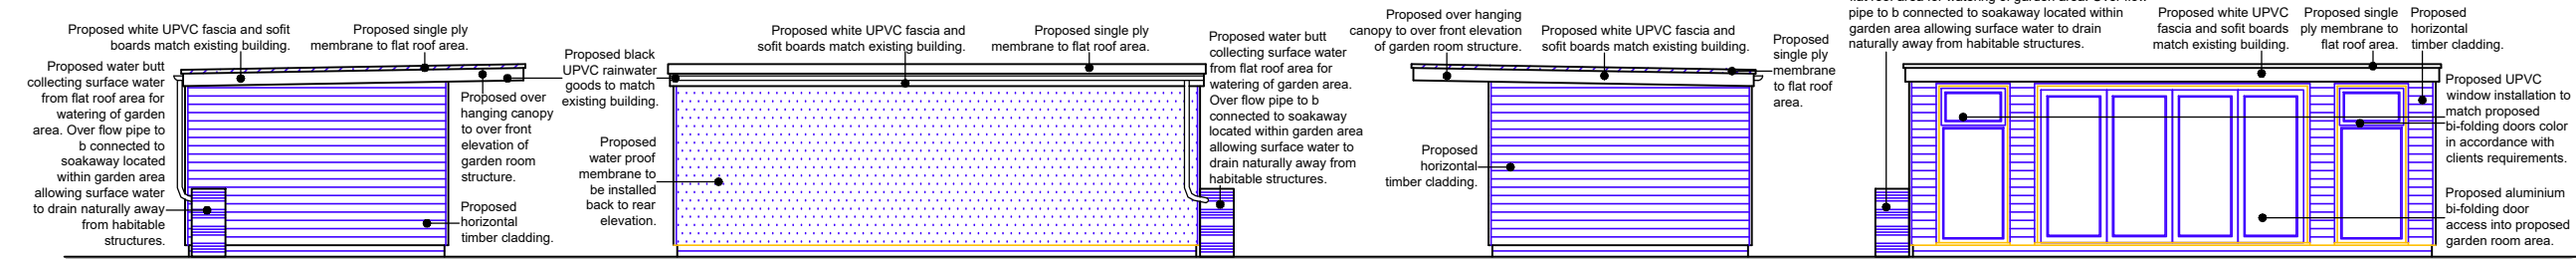 Proposed white UPVC fascia and sofit
boards match existing building.
Proposed single ply
membrane to flat roof area.
Proposed water butt
collecting surface water
from flat roof area for
watering of garden
area. Over flow pipe to
b connected to
soakaway located
within garden area
allowing surface water
to drain naturally away
from habitable
structures.
Proposed over
hanging canopy
to over front
elevation of
garden room
structure.
Proposed
horizontal
timber cladding.
Proposed black
UPVC rainwater
goods to match
existing building.
Proposed white UPVC fascia and
sofit boards match existing building.
Proposed single ply
membrane to flat roof area.
Proposed
water proof
membrane to
be installed
back to rear
elevation.
Proposed water butt
collecting surface water
from flat roof area for
watering of garden area.
Over flow pipe to b
connected to soakaway
located within garden area
allowing surface water to
drain naturally away from
habitable structures.
Proposed over hanging
canopy to over front elevation
of garden room structure.
Proposed white UPVC fascia and
sofit boards match existing building.
Proposed
single ply
membrane
to flat roof
area.
Proposed
horizontal
timber cladding.
pipe to b connected to soakaway located within
garden area allowing surface water to drain
naturally away from habitable structures.
Proposed white UPVC
fascia and sofit boards
match existing building.
Proposed single
ply membrane to
flat roof area.
Proposed
horizontal
timber cladding.
Proposed UPVC
window installation to
match proposed
bi-folding doors color
in accordance with
clients requirements.
Proposed aluminium
bi-folding door
access into proposed
garden room area.